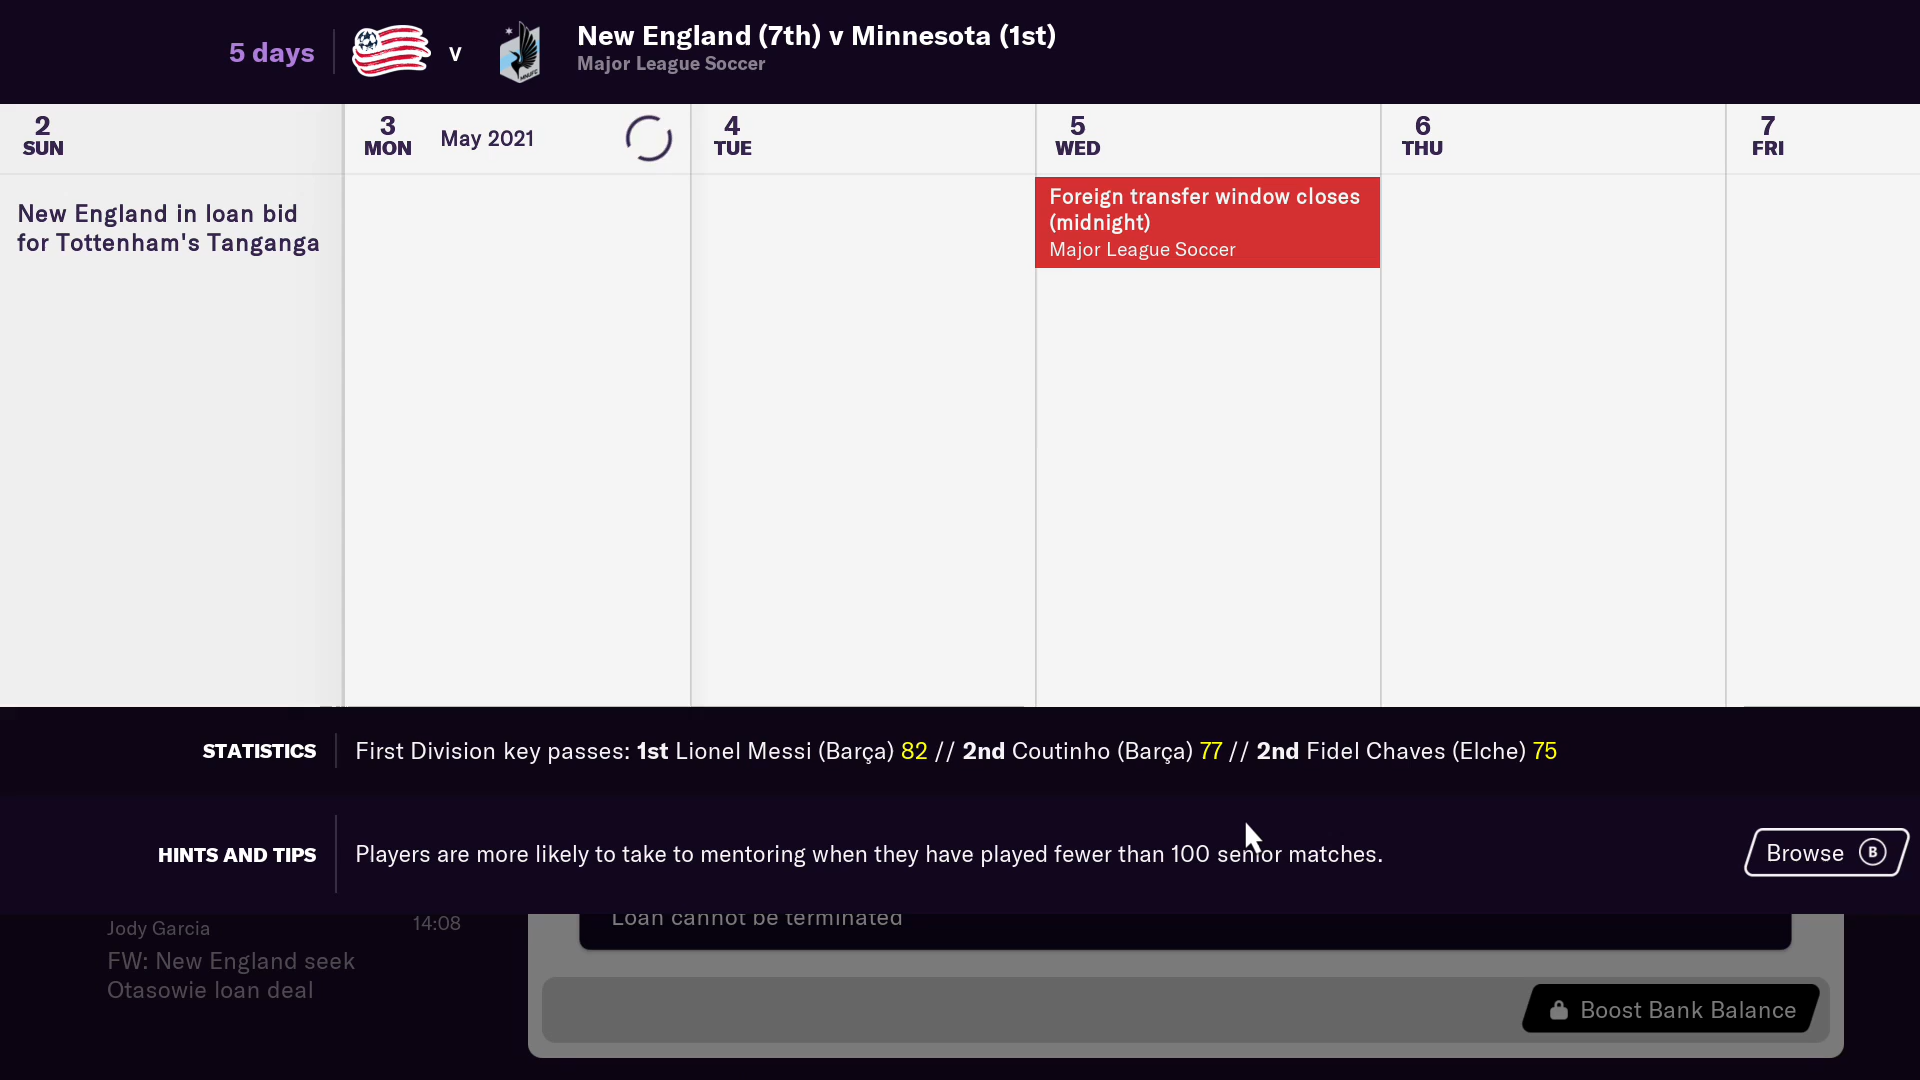 5 days
v
New England (7th) v Minnesota (1st)
Major League Soccer
2
SUN
3
MON
May 2021
4
TUE
5
WED
6
THU
7
FRI
New England in loan bid
for Tottenham's Tanganga
Foreign transfer window closes
(midnight)
Major League Soccer
STATISTICS
First Division key passes: 1st Lionel Messi (Barça) 82 // 2nd Coutinho (Barça) 77 // 2nd Fidel Chaves (Elche) 75
HINTS AND TIPS
Players are more likely to take to mentoring when they have played fewer than 100 senior matches.
Browse B
Jody Garcia
14:08
FW: New England seek
Otasowie loan deal
Loan cannot be terminated
Boost Bank Balance